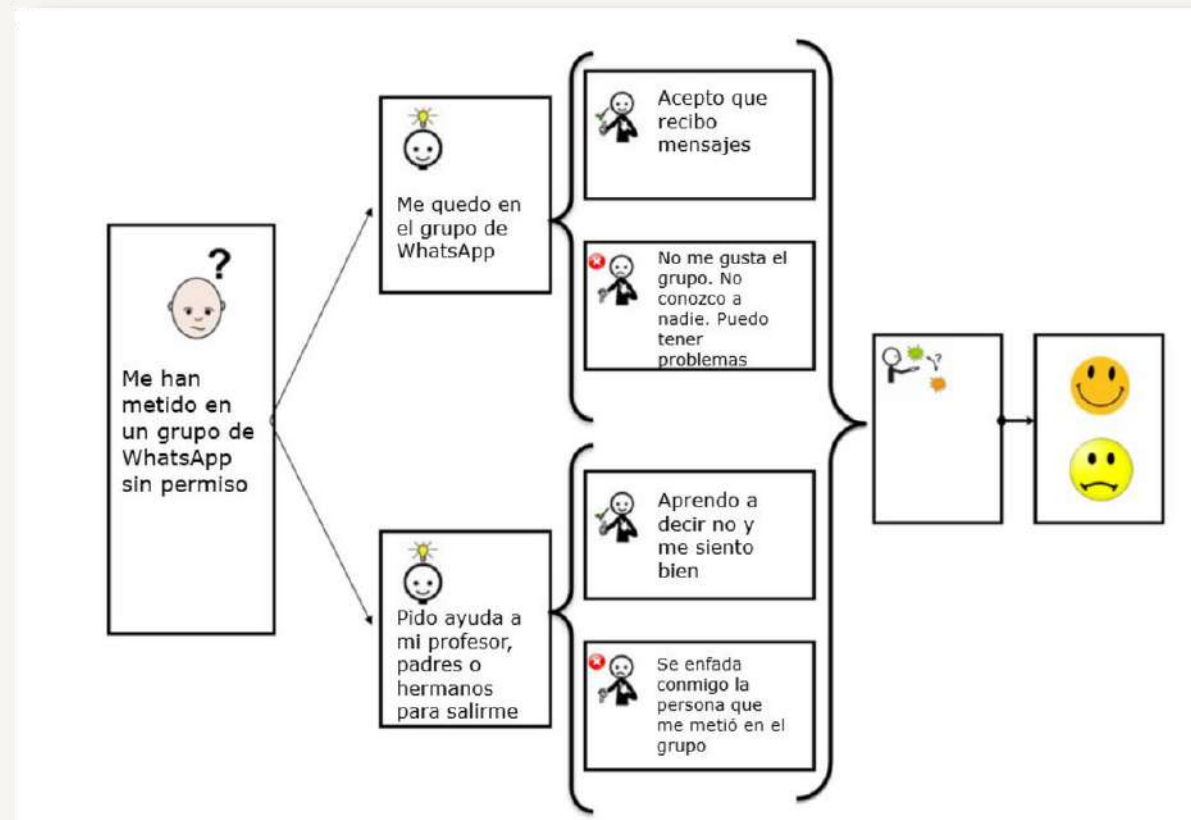 Me han
metido en
un grupo de
WhatsApp
sin permiso
?
Me quedo en
el grupo de
WhatsApp
Acepto que
recibo
mensajes
No me gusta el
grupo. No
conozco a
nadie. Puedo
tener
problemas
Pido ayuda a
mi profesor,
padres o
hermanos
para salirme
Aprendo a
decir no y
me siento
bien
Se enfada
conmigo la
persona que
me metió en el
grupo
?